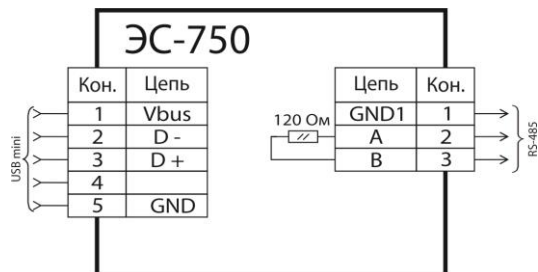 ЭС-750
Кон. Цепь
1 Vbus
2 D -
3 D +
4
5 GND
USB mini
120 Ом
Цепь Кон.
GND1 1
A 2
B 3
RS-485